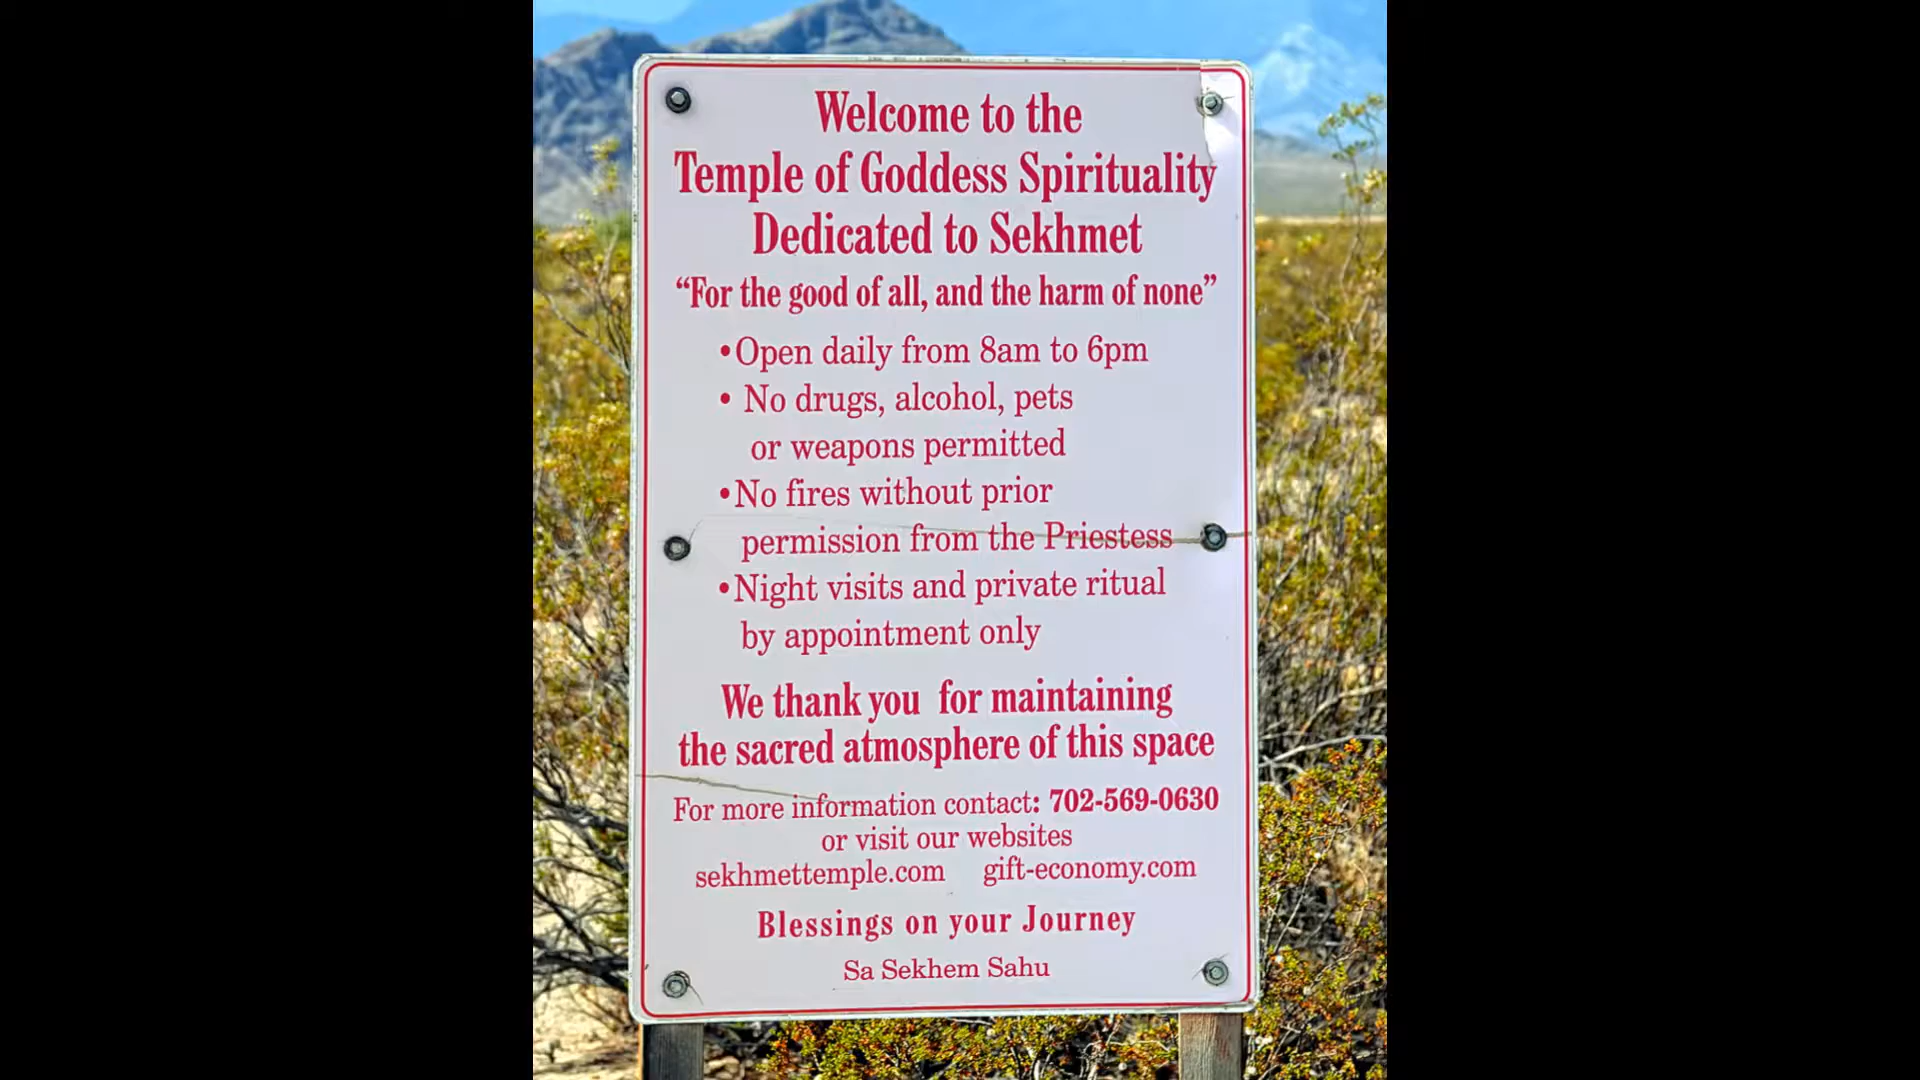 Welcome to the
Temple of Goddess Spirituality
Dedicated to Sekhmet
“For the good of all, and the harm of none”
•Open daily from 8am to 6pm
• No drugs, alcohol, pets
or weapons permitted
•No fires without prior
permission from the Priestess
•Night visits and private ritual
by appointment only
We thank you for maintaining
the sacred atmosphere of this space
For more information contact: 702-569-0630
or visit our websites
sekhmettemple.com gift-economy.com
Blessings on your Journey
Sa Sekhem Sahu